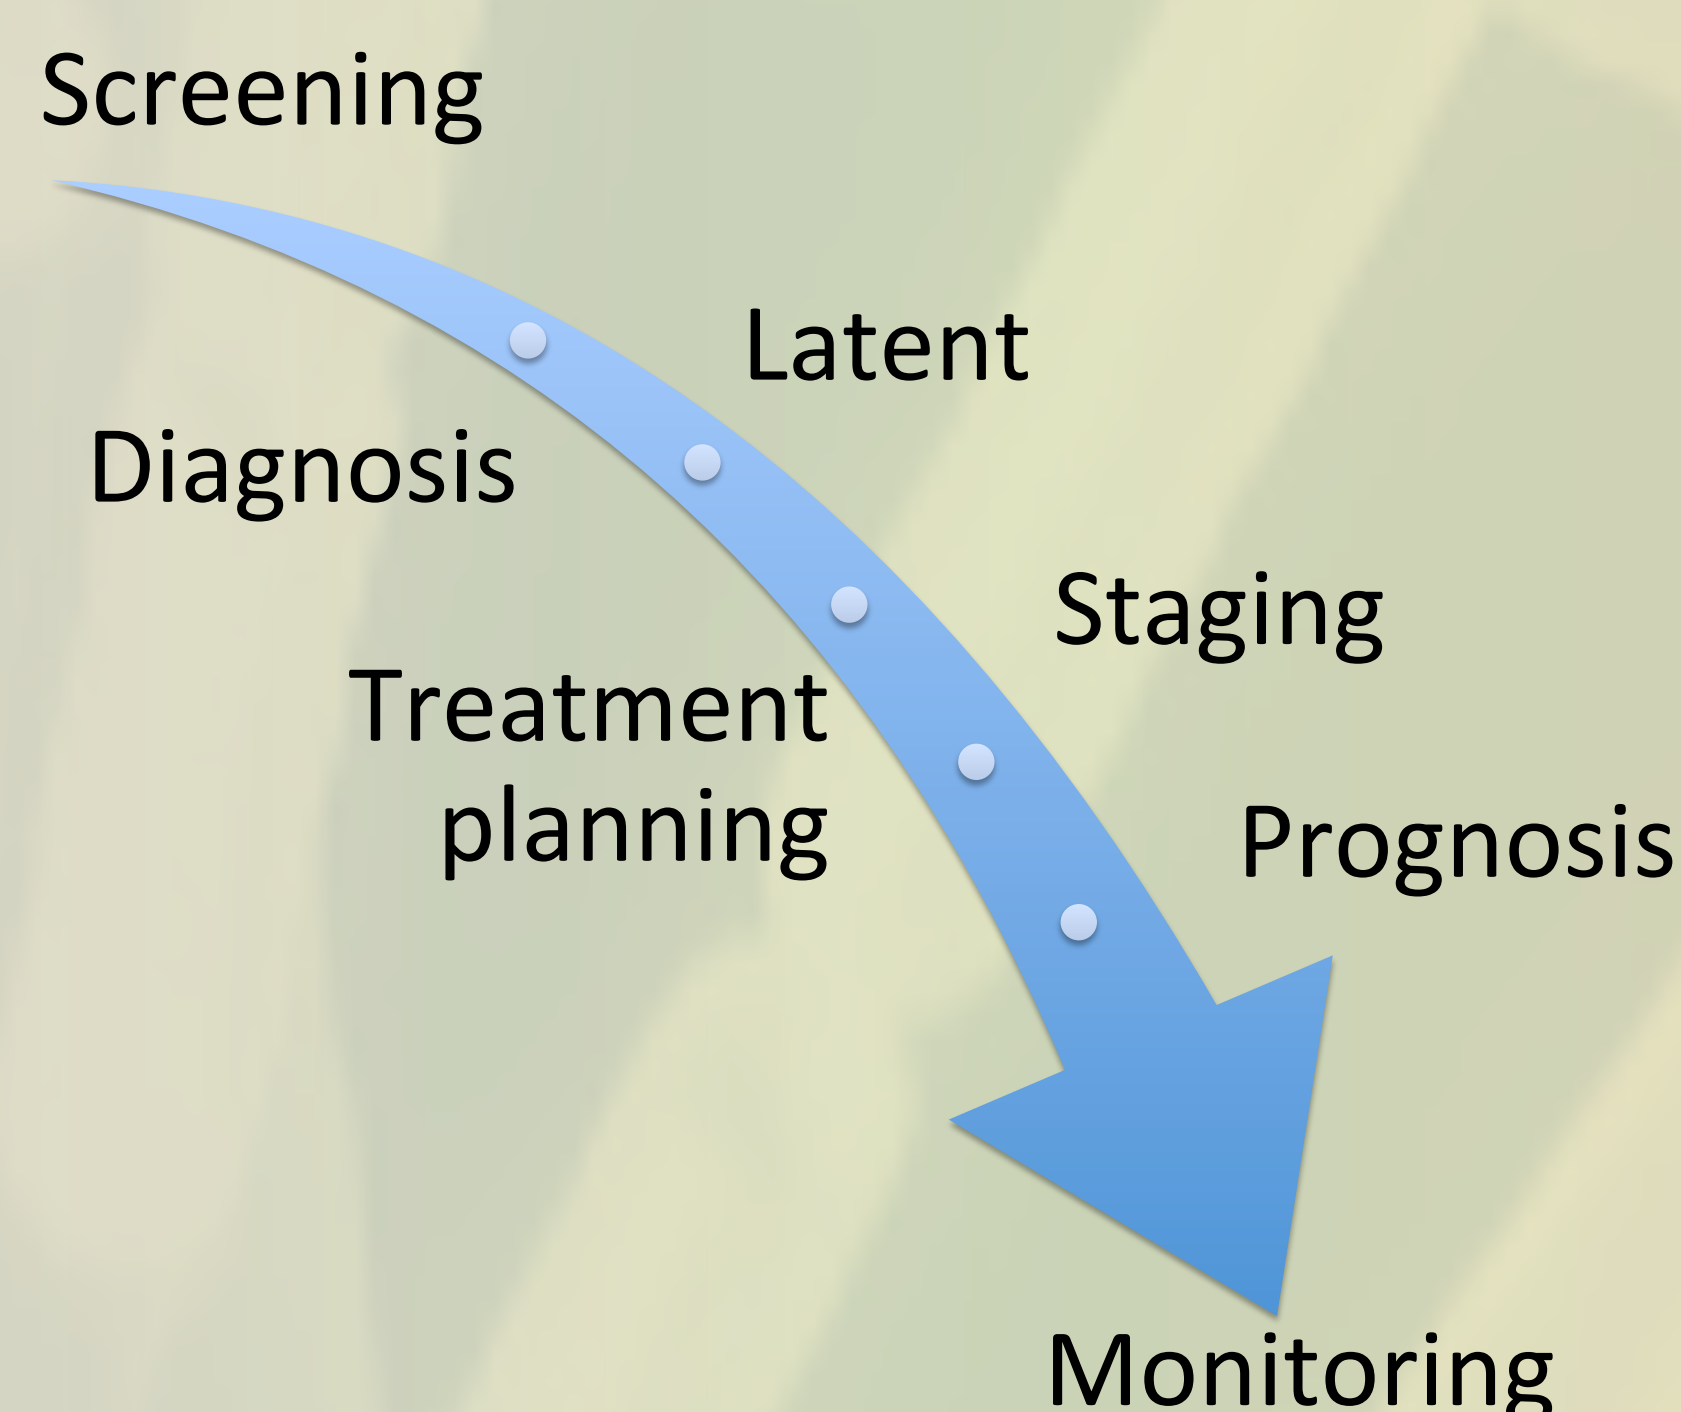 Screening
Latent
Diagnosis
Staging
Treatment
planning
Prognosis
Monitoring